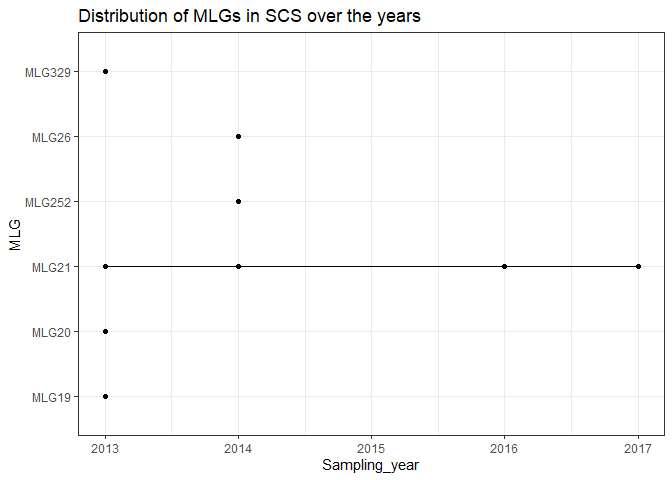 Distribution of MLGs in SCS over the years
MLG329
MLG26
MLG252
MLG21
MLG20
MLG19
MLG
2013 2014 2015 2016 2017
Sampling_year